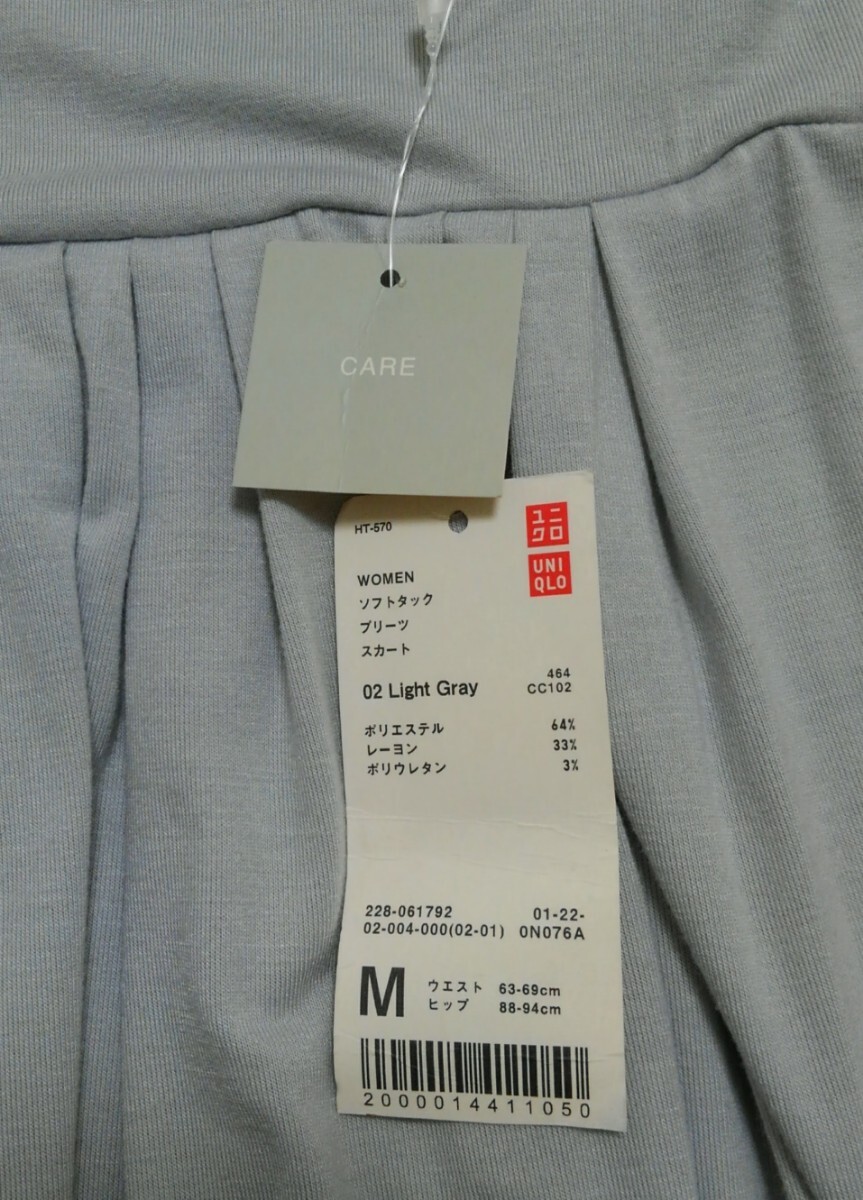 CARE
HT-570
ユニ
クロ
UNI
QLO
WOMEN
ソフトタック
プリーツ
スカート
464
02 Light Gray CC102
ポリエステル 64%
レーヨン 33%
ポリウレタン 3%
228-061792 01-22-
02-004-000(02-01) 0N076A
M
ウエスト 63-69cm
ヒップ 88-94cm
2000014411050